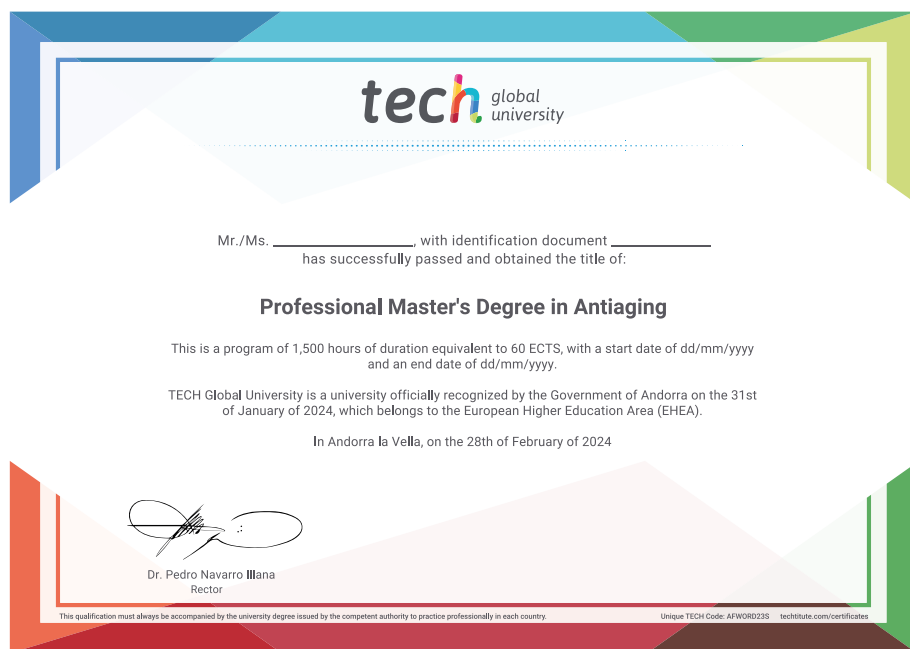 tech global university
Mr./Ms. ____________________, with identification document ______________
has successfully passed and obtained the title of:
Professional Master's Degree in Antiaging
This is a program of 1,500 hours of duration equivalent to 60 ECTS, with a start date of dd/mm/yyyy
and an end date of dd/mm/yyyy.
TECH Global University is a university officially recognized by the Government of Andorra on the 31st
of January of 2024, which belongs to the European Higher Education Area (EHEA).
In Andorra la Vella, on the 28th of February of 2024
Dr. Pedro Navarro Illana
Rector
This qualification must always be accompanied by the university degree issued by the competent authority to practice professionally in each country. Unique TECH Code: AFWORD23S techtitute.com/certificates